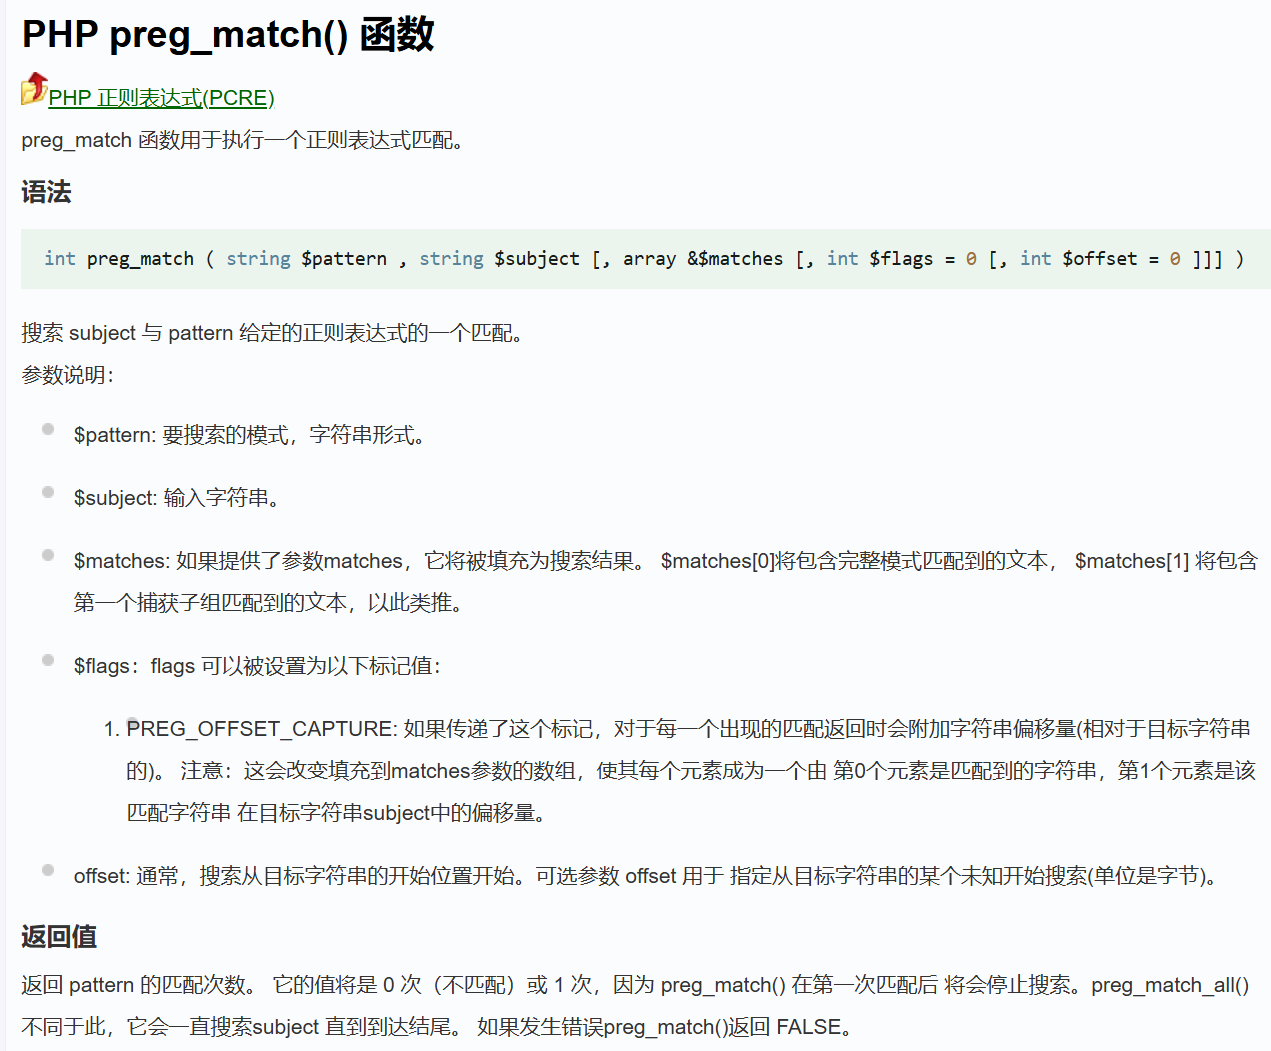 PHP preg_match() 函数
PHP 正则表达式(PCRE)
preg_match 函数用于执行一个正则表达式匹配。
语法
int preg_match ( string $pattern , string $subject [, array &$matches [, int $flags = 0 [, int $offset = 0 ]]] )
搜索 subject 与 pattern 给定的正则表达式的一个匹配。
参数说明：
$pattern: 要搜索的模式，字符串形式。
$subject: 输入字符串。
$matches: 如果提供了参数matches，它将被填充为搜索结果。 $matches[0]将包含完整模式匹配到的文本， $matches[1] 将包含
第一个捕获子组匹配到的文本，以此类推。
$flags：flags 可以被设置为以下标记值：
1. PREG_OFFSET_CAPTURE: 如果传递了这个标记，对于每一个出现的匹配返回时会附加字符串偏移量(相对于目标字符串
的)。 注意：这会改变填充到matches参数的数组，使其每个元素成为一个由 第0个元素是匹配到的字符串，第1个元素是该
匹配字符串 在目标字符串subject中的偏移量。
offset: 通常，搜索从目标字符串的开始位置开始。可选参数 offset 用于 指定从目标字符串的某个未知开始搜索(单位是字节)。
返回值
返回 pattern 的匹配次数。 它的值将是 0 次（不匹配）或 1 次，因为 preg_match() 在第一次匹配后 将会停止搜索。preg_match_all()
不同于此，它会一直搜索subject 直到到达结尾。 如果发生错误preg_match()返回 FALSE。